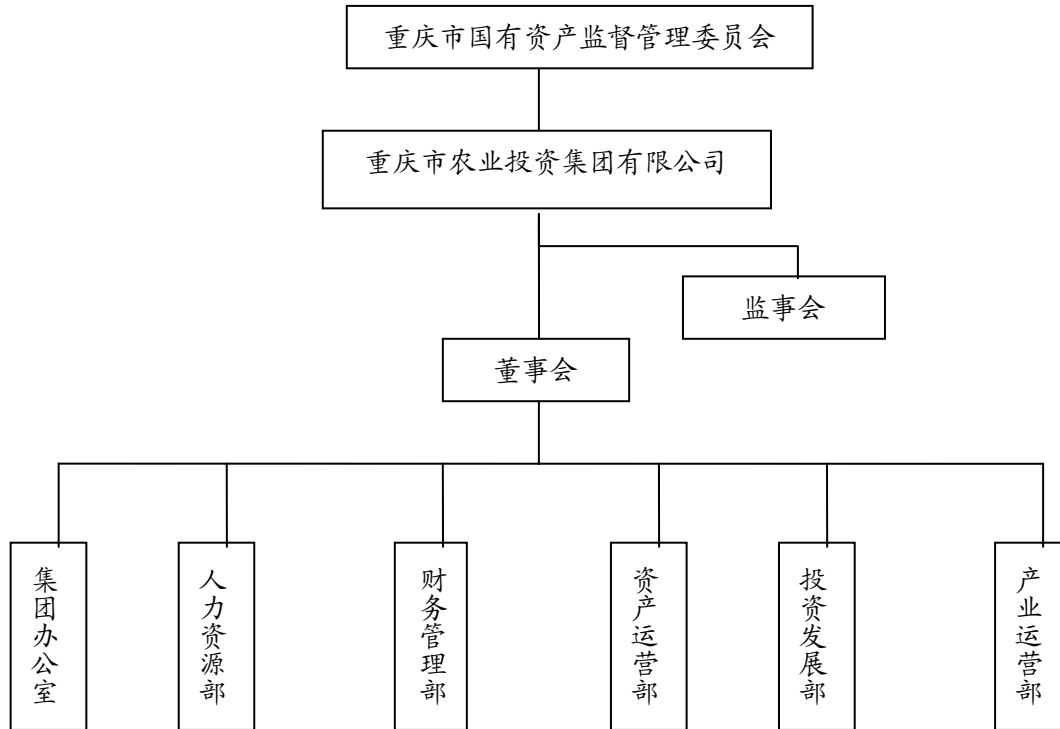 重庆市国有资产监督管理委员会
重庆市农业投资集团有限公司
监事会
董事会
集团办公室
人力资源部
财务管理部
资产运营部
投资发展部
产业运营部